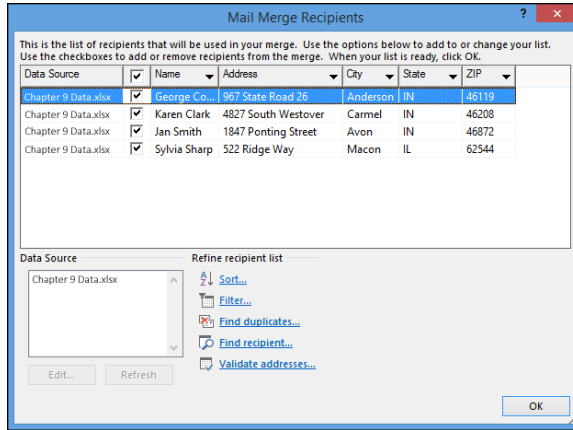 Mail Merge Recipients
This is the list of recipients that will be used in your merge. Use the options below to add to or change your list.
Use the checkboxes to add or remove recipients from the merge. When your list is ready, click OK.
Data Source Name Address City State ZIP
Chapter 9 Data.xlsx George Co... 967 State Road 26 Anderson IN 46119
Chapter 9 Data.xlsx Karen Clark 4827 South Westover Carmel IN 46208
Chapter 9 Data.xlsx Jan Smith 1847 Ponting Street Avon IN 46872
Chapter 9 Data.xlsx Sylvia Sharp 522 Ridge Way Macon IL 62544
Data Source
Chapter 9 Data.xlsx
Edit... Refresh
Refine recipient list
Sort...
Filter...
Find duplicates...
Find recipient...
Validate addresses...
OK